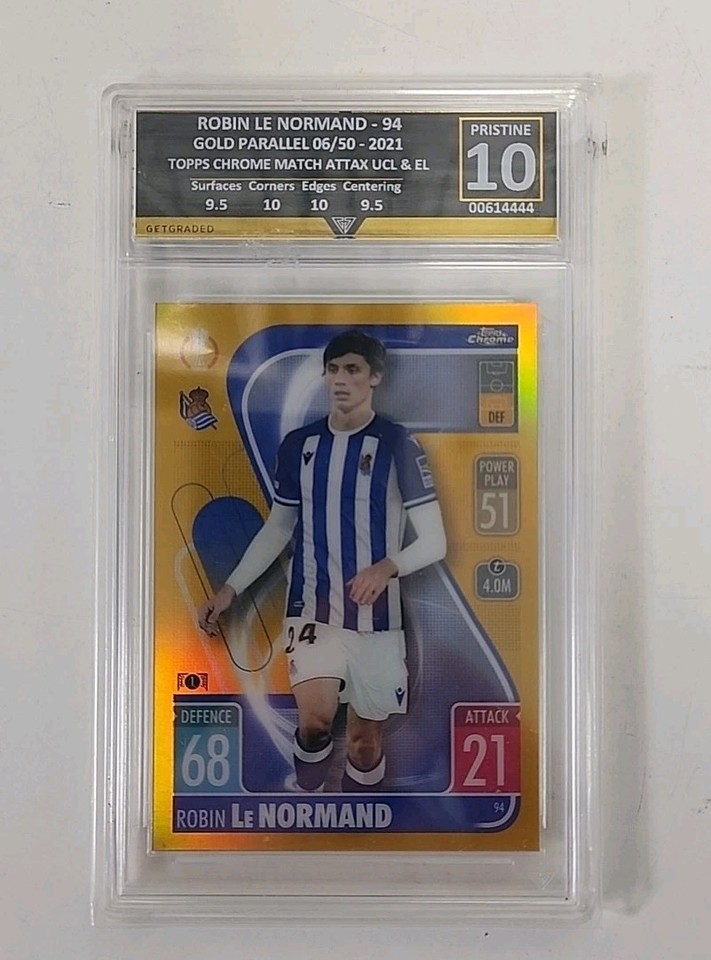 ROBIN LE NORMAND - 94
GOLD PARALLEL 06/50 - 2021
TOPPS CHROME MATCH ATTAX UCL & EL
Surfaces Corners Edges Centering
9.5 10 10 9.5
PRISTINE
10
00614444
GETGRADED
Topps
Chrome
DEF
POWER
PLAY
51
4.0M
24
1
DEFENCE
68
ATTACK
21
94
ROBIN LE NORMAND